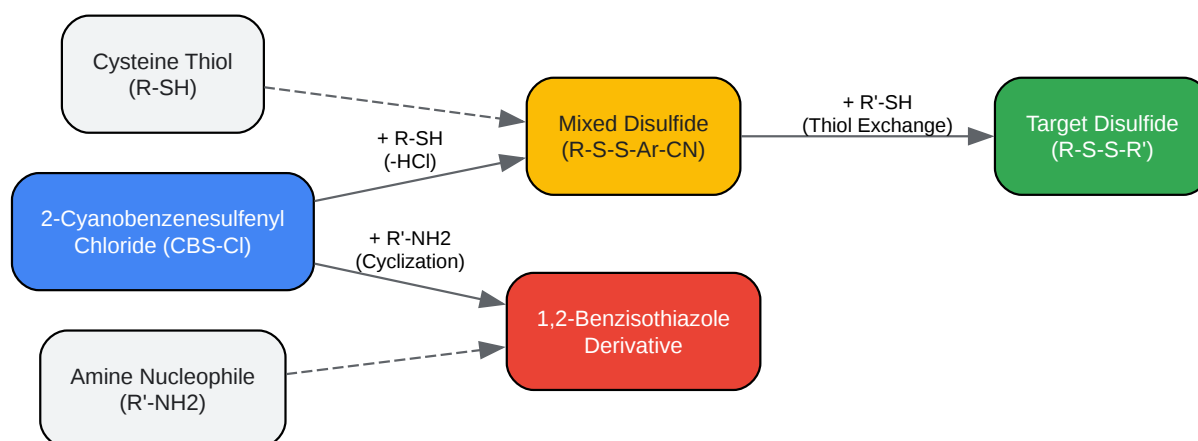 Cysteine Thiol
(R-SH)
+ R-SH
(-HCl)
Mixed Disulfide
(R-S-S-Ar-CN)
+ R'-SH
(Thiol Exchange)
Target Disulfide
(R-S-S-R')
2-Cyanobenzenesulfenyl
Chloride (CBS-Cl)
+ R'-NH2
(Cyclization)
1,2-Benzisothiazole
Derivative
Amine Nucleophile
(R'-NH2)